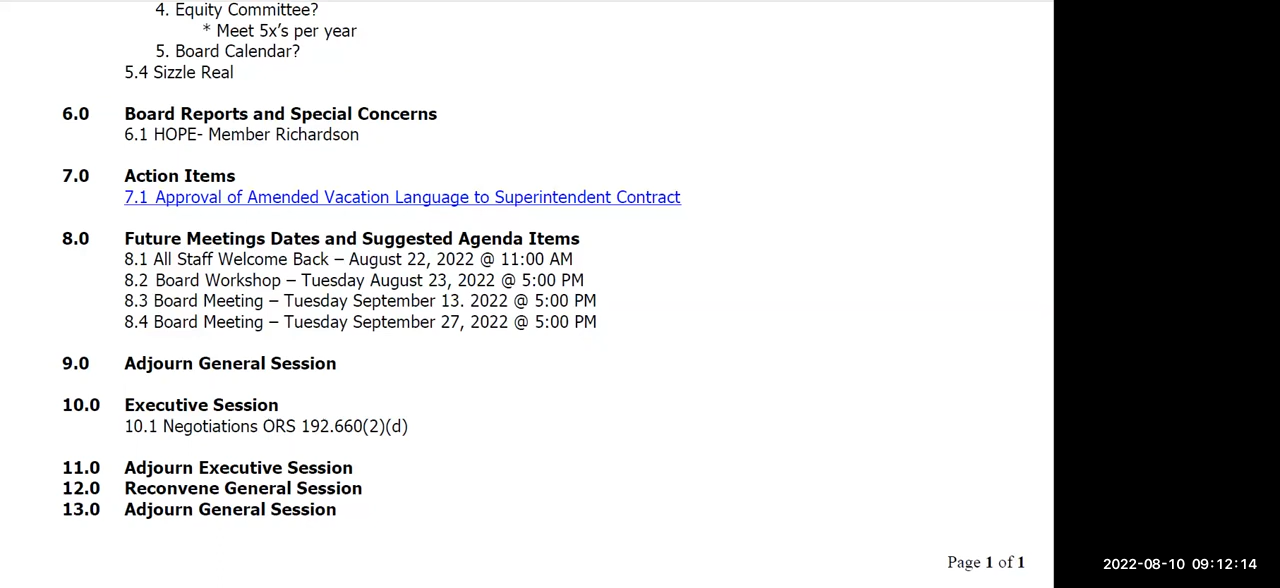 4. Equity Committee?
* Meet 5x's per year
5. Board Calendar?
5.4 Sizzle Real
6.0 Board Reports and Special Concerns
6.1 HOPE- Member Richardson
7.0 Action Items
7.1 Approval of Amended Vacation Language to Superintendent Contract
8.0 Future Meetings Dates and Suggested Agenda Items
8.1 All Staff Welcome Back – August 22, 2022 @ 11:00 AM
8.2 Board Workshop – Tuesday August 23, 2022 @ 5:00 PM
8.3 Board Meeting – Tuesday September 13. 2022 @ 5:00 PM
8.4 Board Meeting – Tuesday September 27, 2022 @ 5:00 PM
9.0 Adjourn General Session
10.0 Executive Session
10.1 Negotiations ORS 192.660(2)(d)
11.0 Adjourn Executive Session
12.0 Reconvene General Session
13.0 Adjourn General Session
Page 1 of 1
2022-08-10 09:12:14